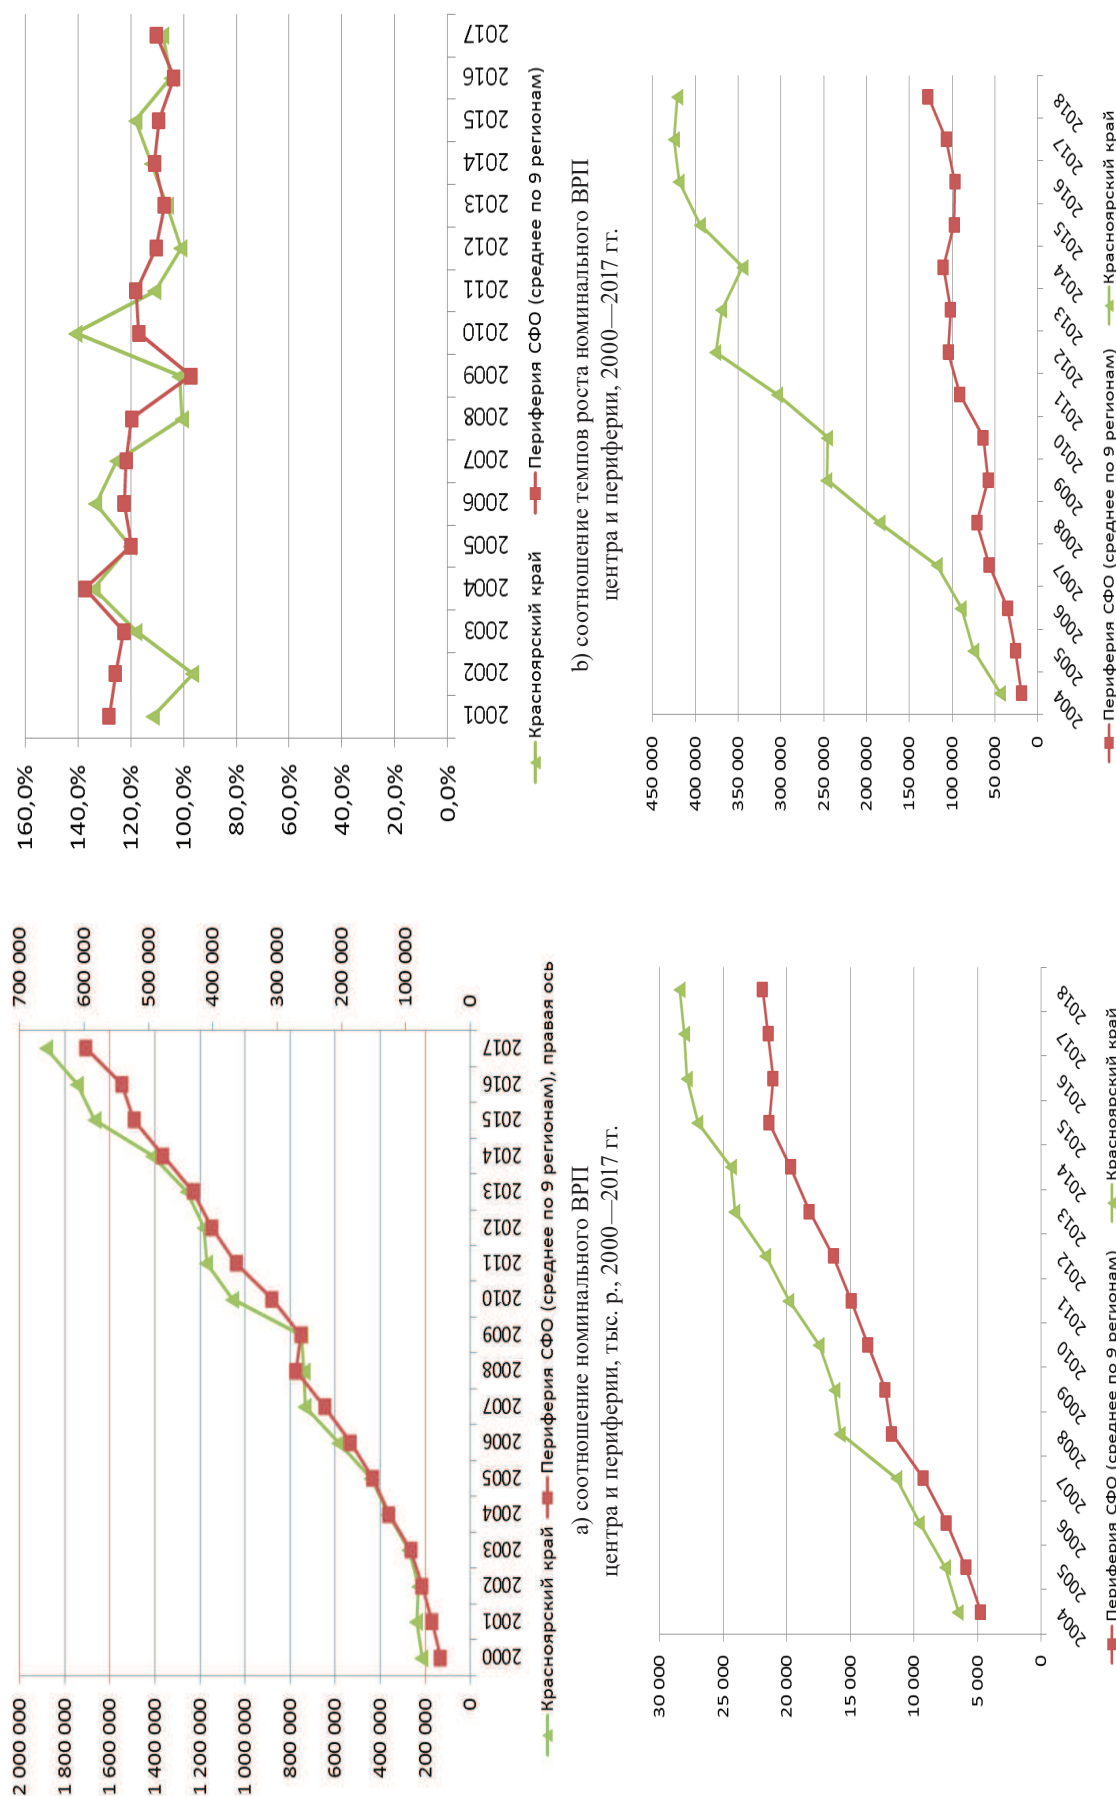 2 000 000
1 800 000
1 600 000
1 400 000
1 200 000
1 000 000
800 000
600 000
400 000
200 000
0
700 000
600 000
500 000
400 000
300 000
200 000
100 000
0
2000 2001 2002 2003 2004 2005 2006 2007 2008 2009 2010 2011 2012 2013 2014 2015 2016 2017
Красноярский край Периферия СФО (среднее по 9 регионам), правая ось
a) соотношение номинального ВРП
центра и периферии, тыс. р., 2000—2017 гг.
160,0%
140,0%
120,0%
100,0%
80,0%
60,0%
40,0%
20,0%
0,0%
2001 2002 2003 2004 2005 2006 2007 2008 2009 2010 2011 2012 2013 2014 2015 2016 2017
Красноярский край Периферия СФО (среднее по 9 регионам)
b) соотношение темпов роста номинального ВРП
центра и периферии, 2000—2017 гг.
30 000
25 000
20 000
15 000
10 000
5 000
0
2004 2005 2006 2007 2008 2009 2010 2011 2012 2013 2014 2015 2016 2017 2018
Периферия СФО (среднее по 9 регионам) Красноярский край
450 000
400 000
350 000
300 000
250 000
200 000
150 000
100 000
50 000
0
2004 2005 2006 2007 2008 2009 2010 2011 2012 2013 2014 2015 2016 2017 2018
Периферия СФО (среднее по 9 регионам) Красноярский край